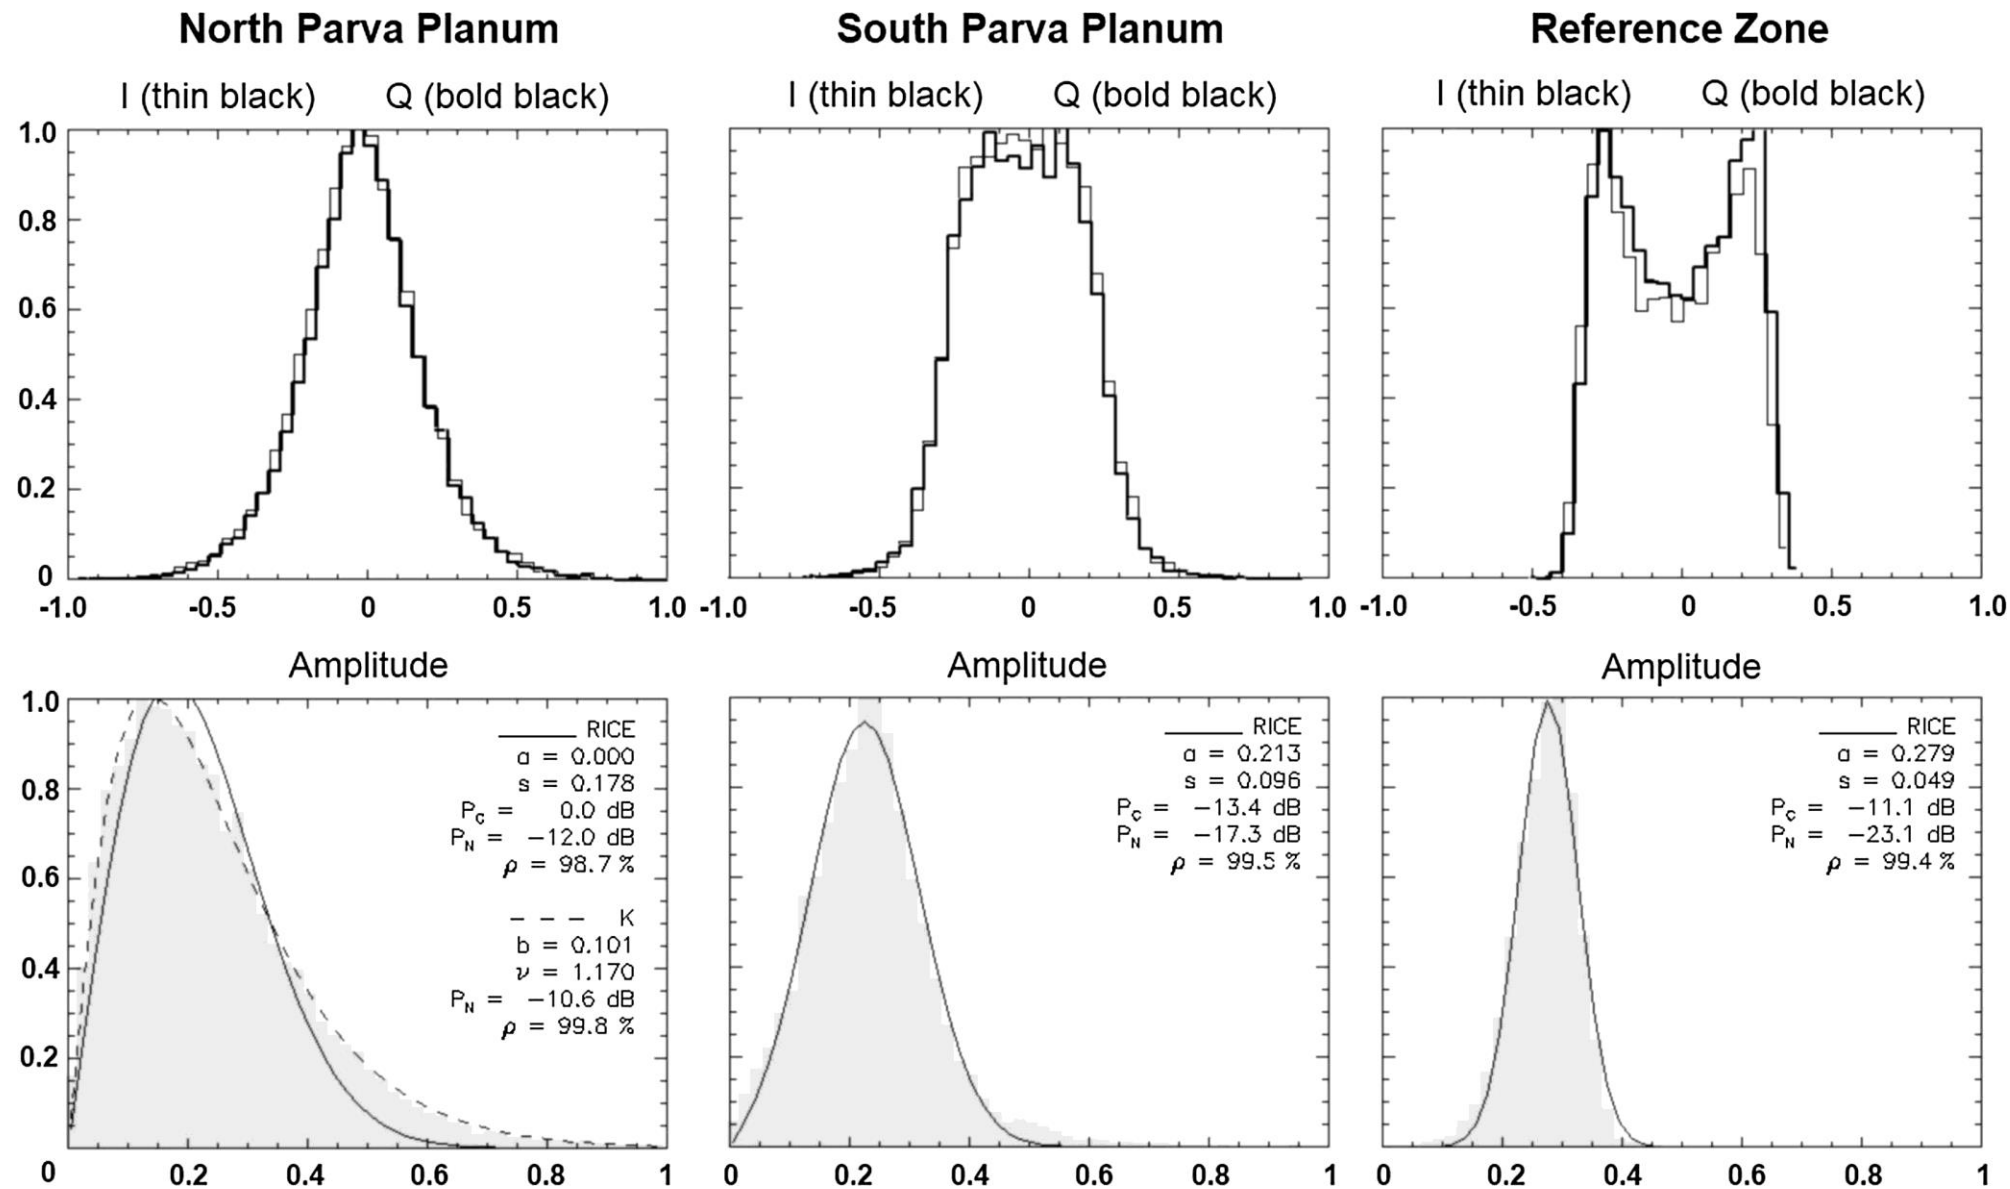 North Parva Planum South Parva Planum Reference Zone
I (thin black) Q (bold black) I (thin black) Q (bold black) I (thin black) Q (bold black)
1.0
0.8
0.6
0.4
0.2
0
-1.0 -0.5 0 0.5 1.0 -1.0 -0.5 0 0.5 1.0 -1.0 -0.5 0 0.5 1.0
Amplitude Amplitude Amplitude
1.0
0.8
0.6
0.4
0.2
RICE
a = 0.000
s = 0.178
Pc = 0.0 dB
PN = −12.0 dB
ρ = 98.7 %
K
b = 0.101
ν = 1.170
PN = −10.6 dB
ρ = 99.8 %
RICE
a = 0.213
s = 0.096
Pc = −13.4 dB
PN = −17.3 dB
ρ = 99.5 %
RICE
a = 0.279
s = 0.049
Pc = −11.1 dB
PN = −23.1 dB
ρ = 99.4 %
0 0.2 0.4 0.6 0.8 1 0 0.2 0.4 0.6 0.8 1 0 0.2 0.4 0.6 0.8 1